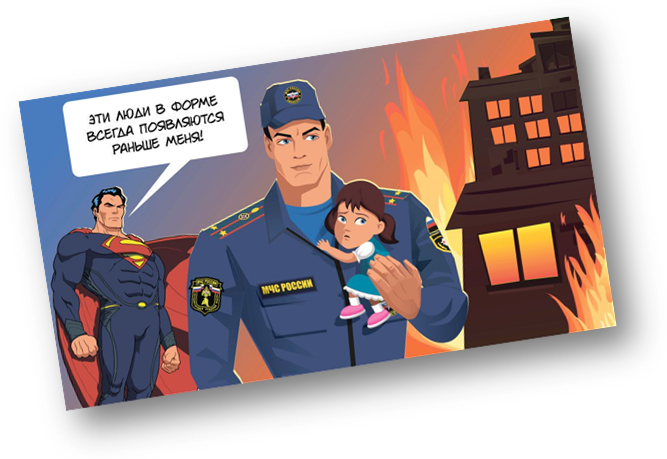 ЭТИ ЛЮДИ В ФОРМЕ
ВСЕГДА ПОЯВЛЯЮТСЯ
РАНЬШЕ МЕНЯ!
МЧС РОССИИ